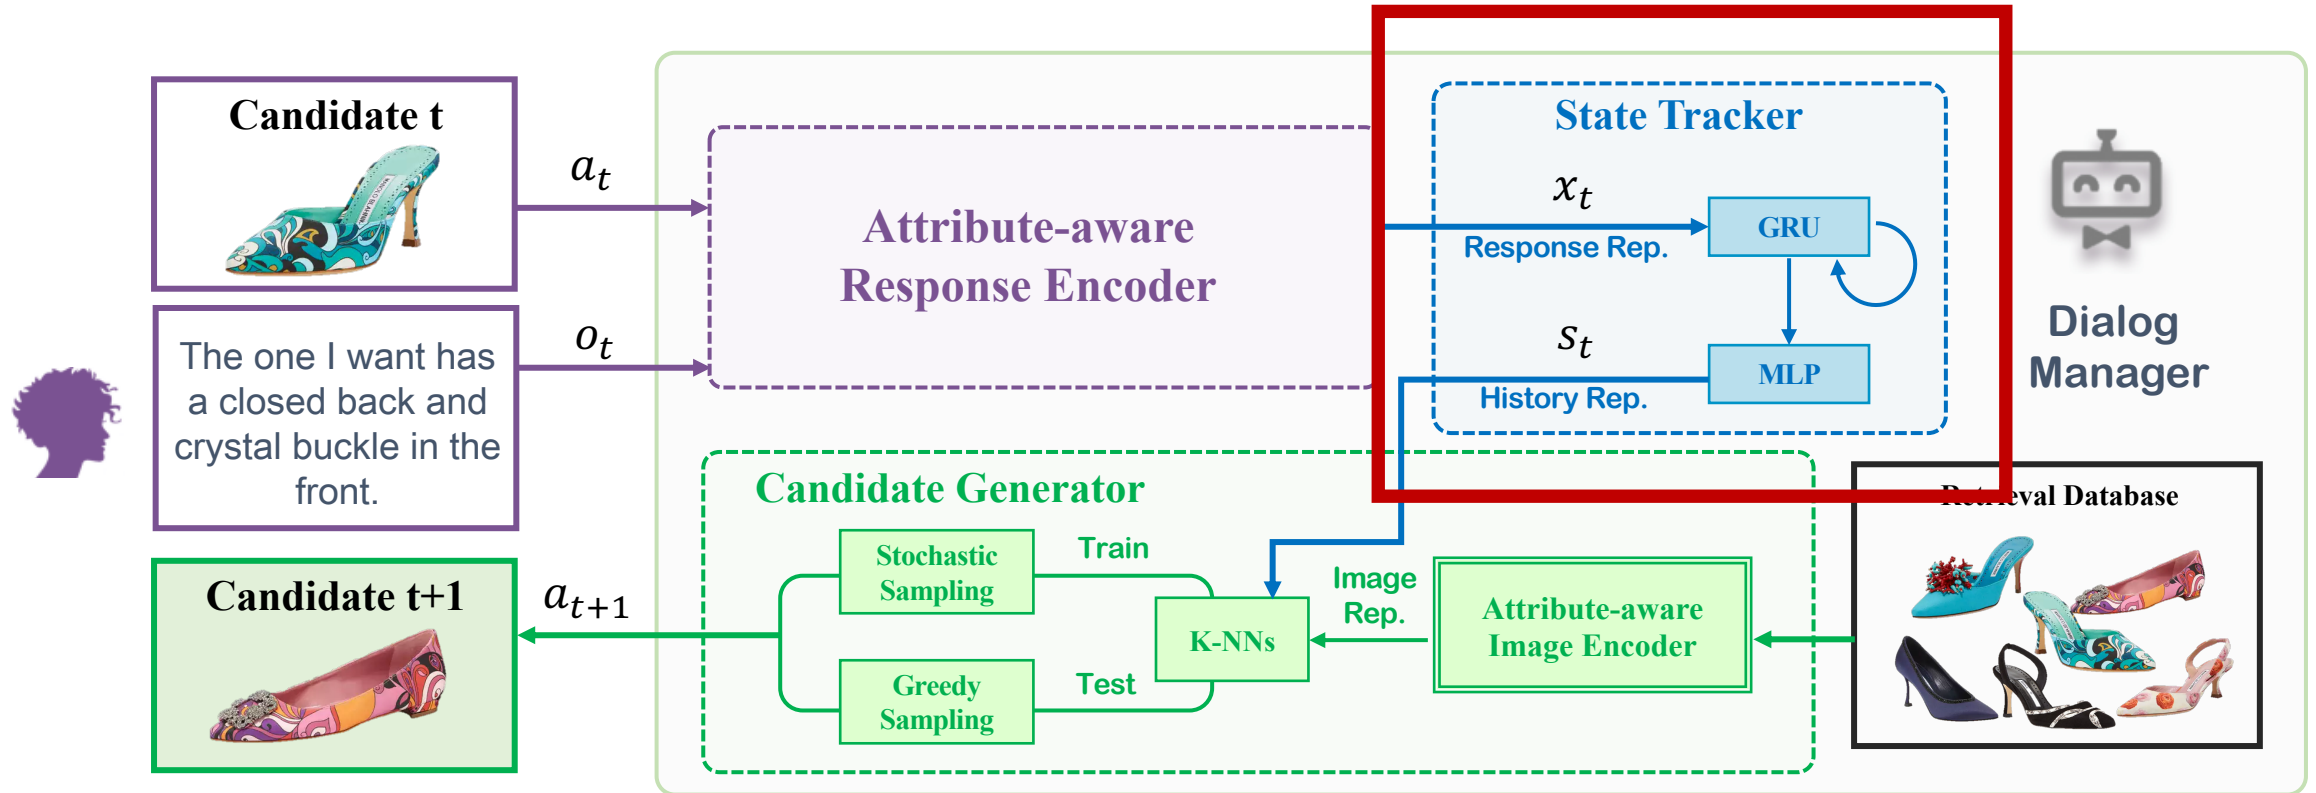 Candidate t
a_t
The one I want has
a closed back and
crystal buckle in the
front.
o_t
Attribute-aware
Response Encoder
State Tracker
x_t
Response Rep.
GRU
s_t
History Rep.
MLP
Dialog
Manager
Candidate Generator
Stochastic
Sampling
Train
Greedy
Sampling
Test
K-NNs
Image
Rep.
Attribute-aware
Image Encoder
Retrieval Database
Candidate t+1
a_{t+1}